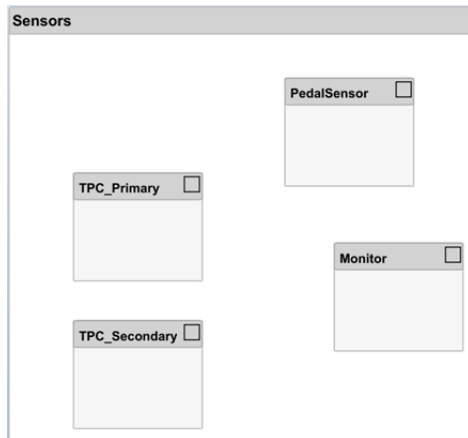 Sensors
PedalSensor
TPC_Primary
Monitor
TPC_Secondary